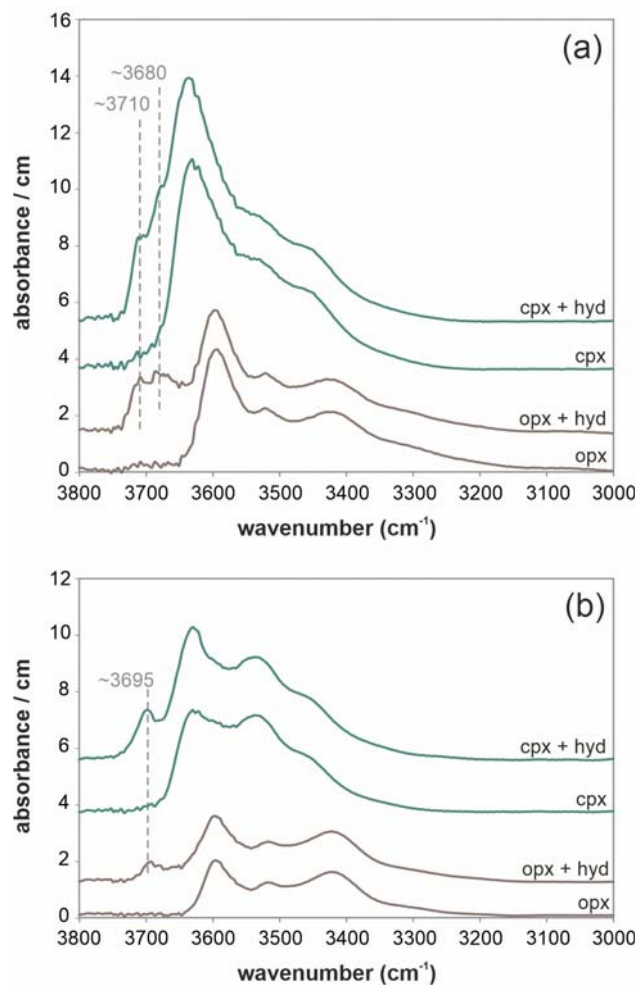 (a)
16
14
12
10
8
6
4
2
0
absorbance / cm
~3680
~3710
cpx + hyd
cpx
opx + hyd
opx
3800 3700 3600 3500 3400 3300 3200 3100 3000
wavenumber (cm⁻¹)
(b)
12
10
8
6
4
2
0
absorbance / cm
~3695
cpx + hyd
cpx
opx + hyd
opx
3800 3700 3600 3500 3400 3300 3200 3100 3000
wavenumber (cm⁻¹)